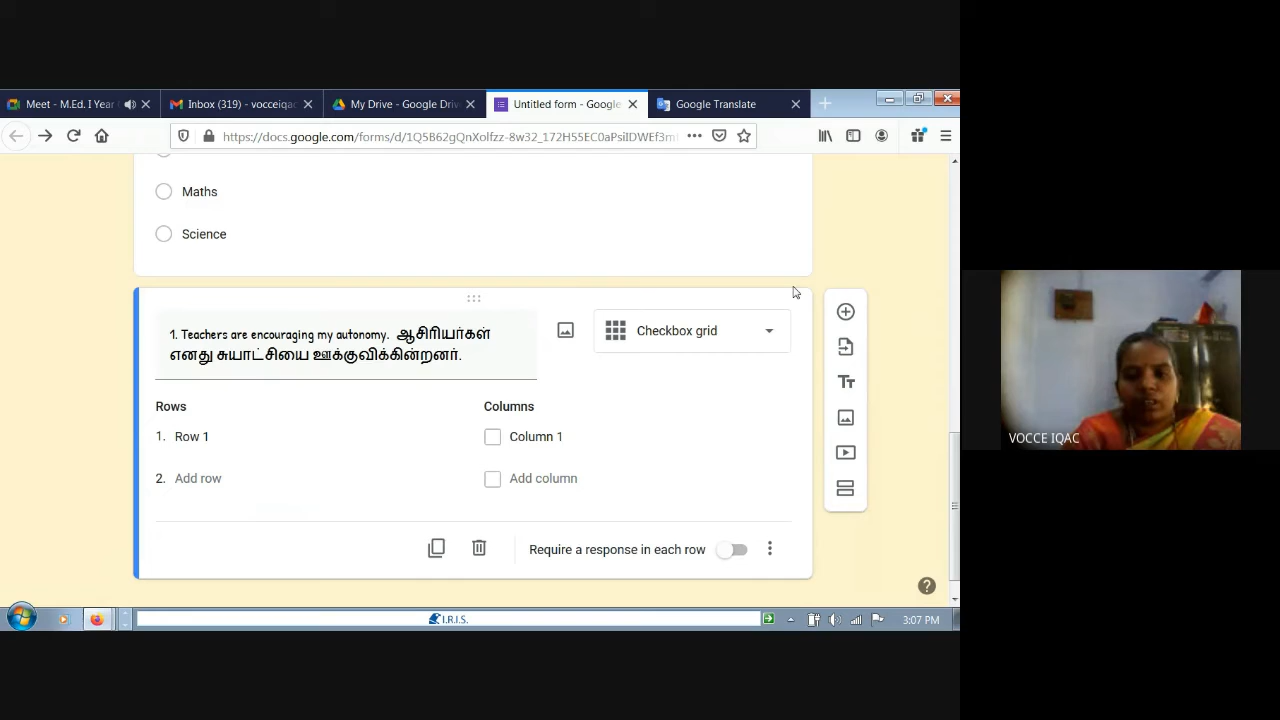 Meet - M.Ed. I Year
Inbox (319) - vocceiqac
My Drive - Google Driv
Untitled form - Google
Google Translate
https://docs.google.com/forms/d/1Q5B62gQnXolfzz-8w32_172H55EC0aPsiIDWEf3m
Maths
Science
1. Teachers are encouraging my autonomy. ஆசிரியர்கள்
எனது சுயாட்சியை ஊக்குவிக்கின்றனர்.
Checkbox grid
Rows
Columns
1. Row 1
Column 1
2. Add row
Add column
Require a response in each row
VOCCE IQAC
I.R.I.S.
3:07 PM